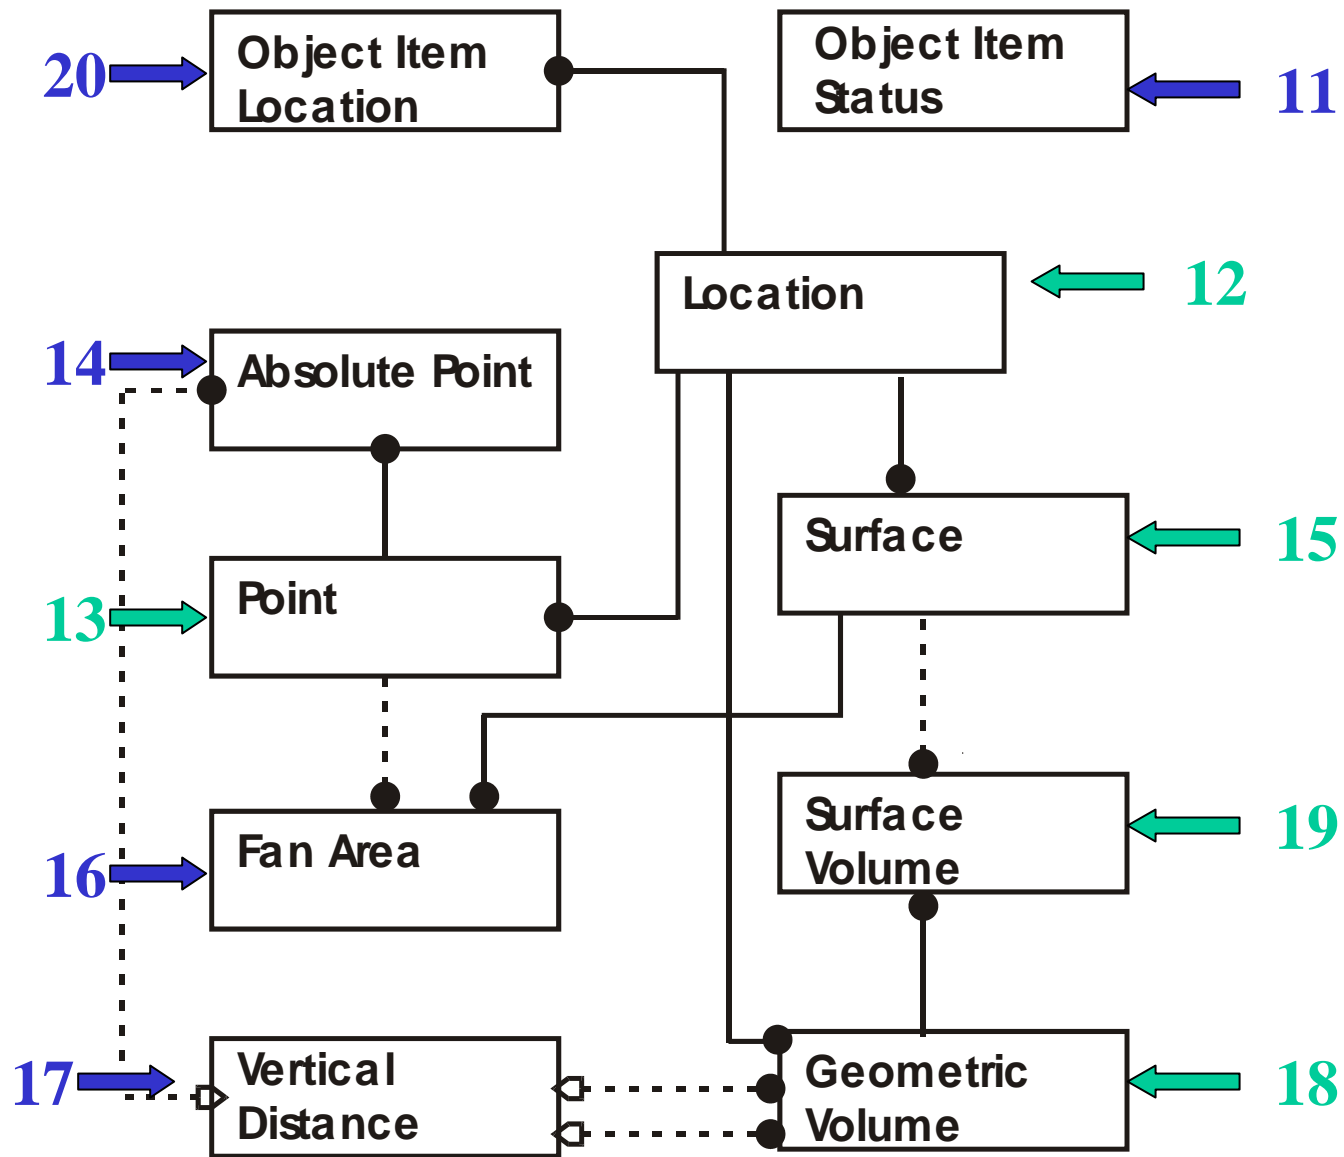 20
Object Item
Location
Object Item
Status
11
Location
12
14
Absolute Point
Surface
15
13
Point
16
Fan Area
Surface
Volume
19
17
Vertical
Distance
Geometric
Volume
18